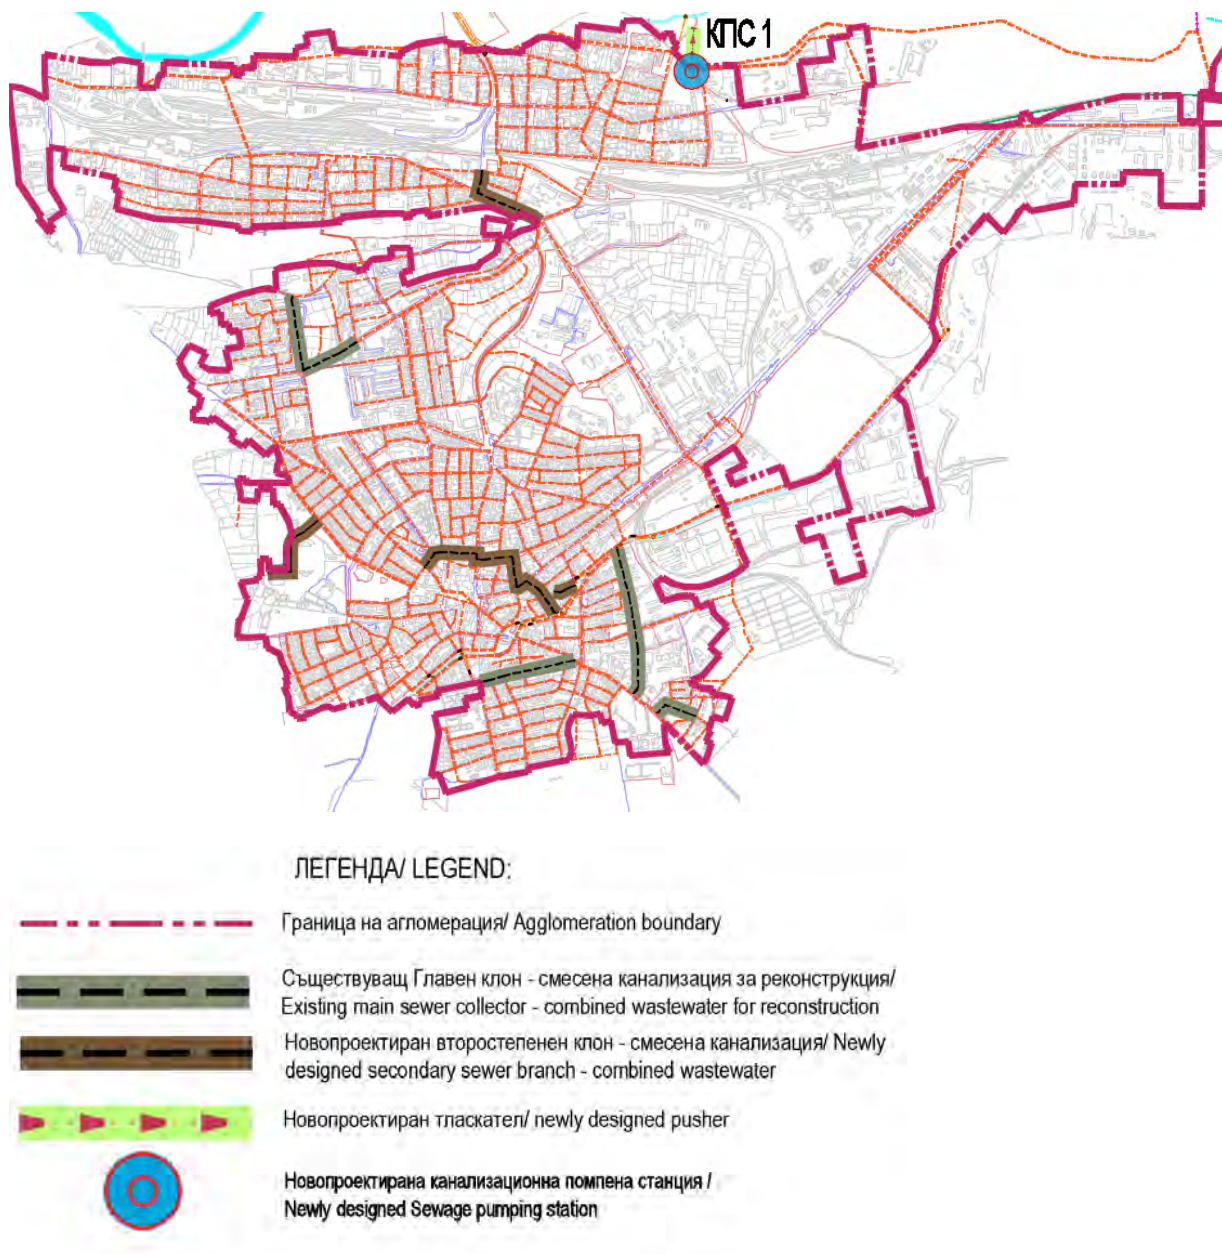 КПС 1
ЛЕГЕНДА/ LEGEND:
Граница на агломерация/ Agglomeration boundary
Съществуващ Главен клон - смесена канализация за реконструкция/
Existing main sewer collector - combined wastewater for reconstruction
Новопроектиран второстепенен клон - смесена канализация/ Newly
designed secondary sewer branch - combined wastewater
Новопроектиран тласкател/ newly designed pusher
Новопроектирана канализационна помпена станция /
Newly designed Sewage pumping station